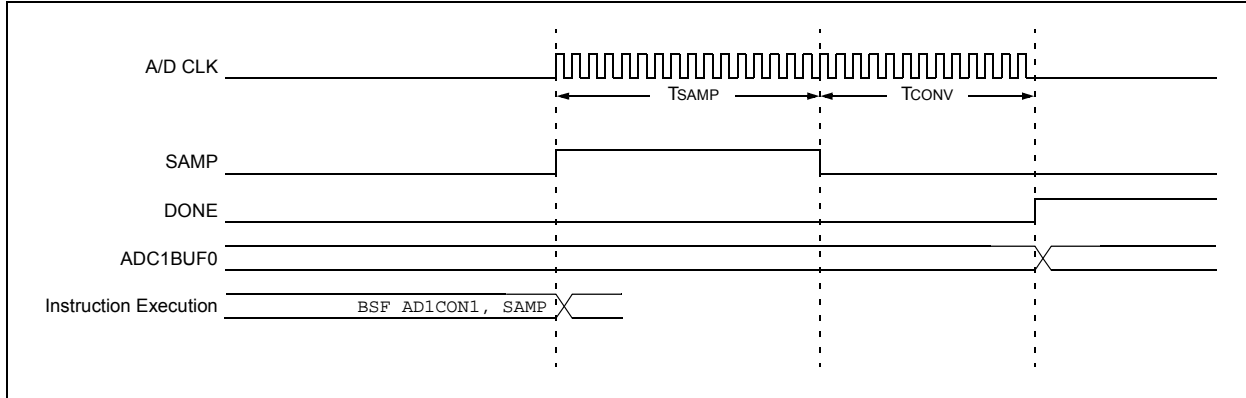 A/D CLK
TSAMP
TCONV
SAMP
DONE
ADC1BUF0
Instruction Execution
BSF AD1CON1, SAMP